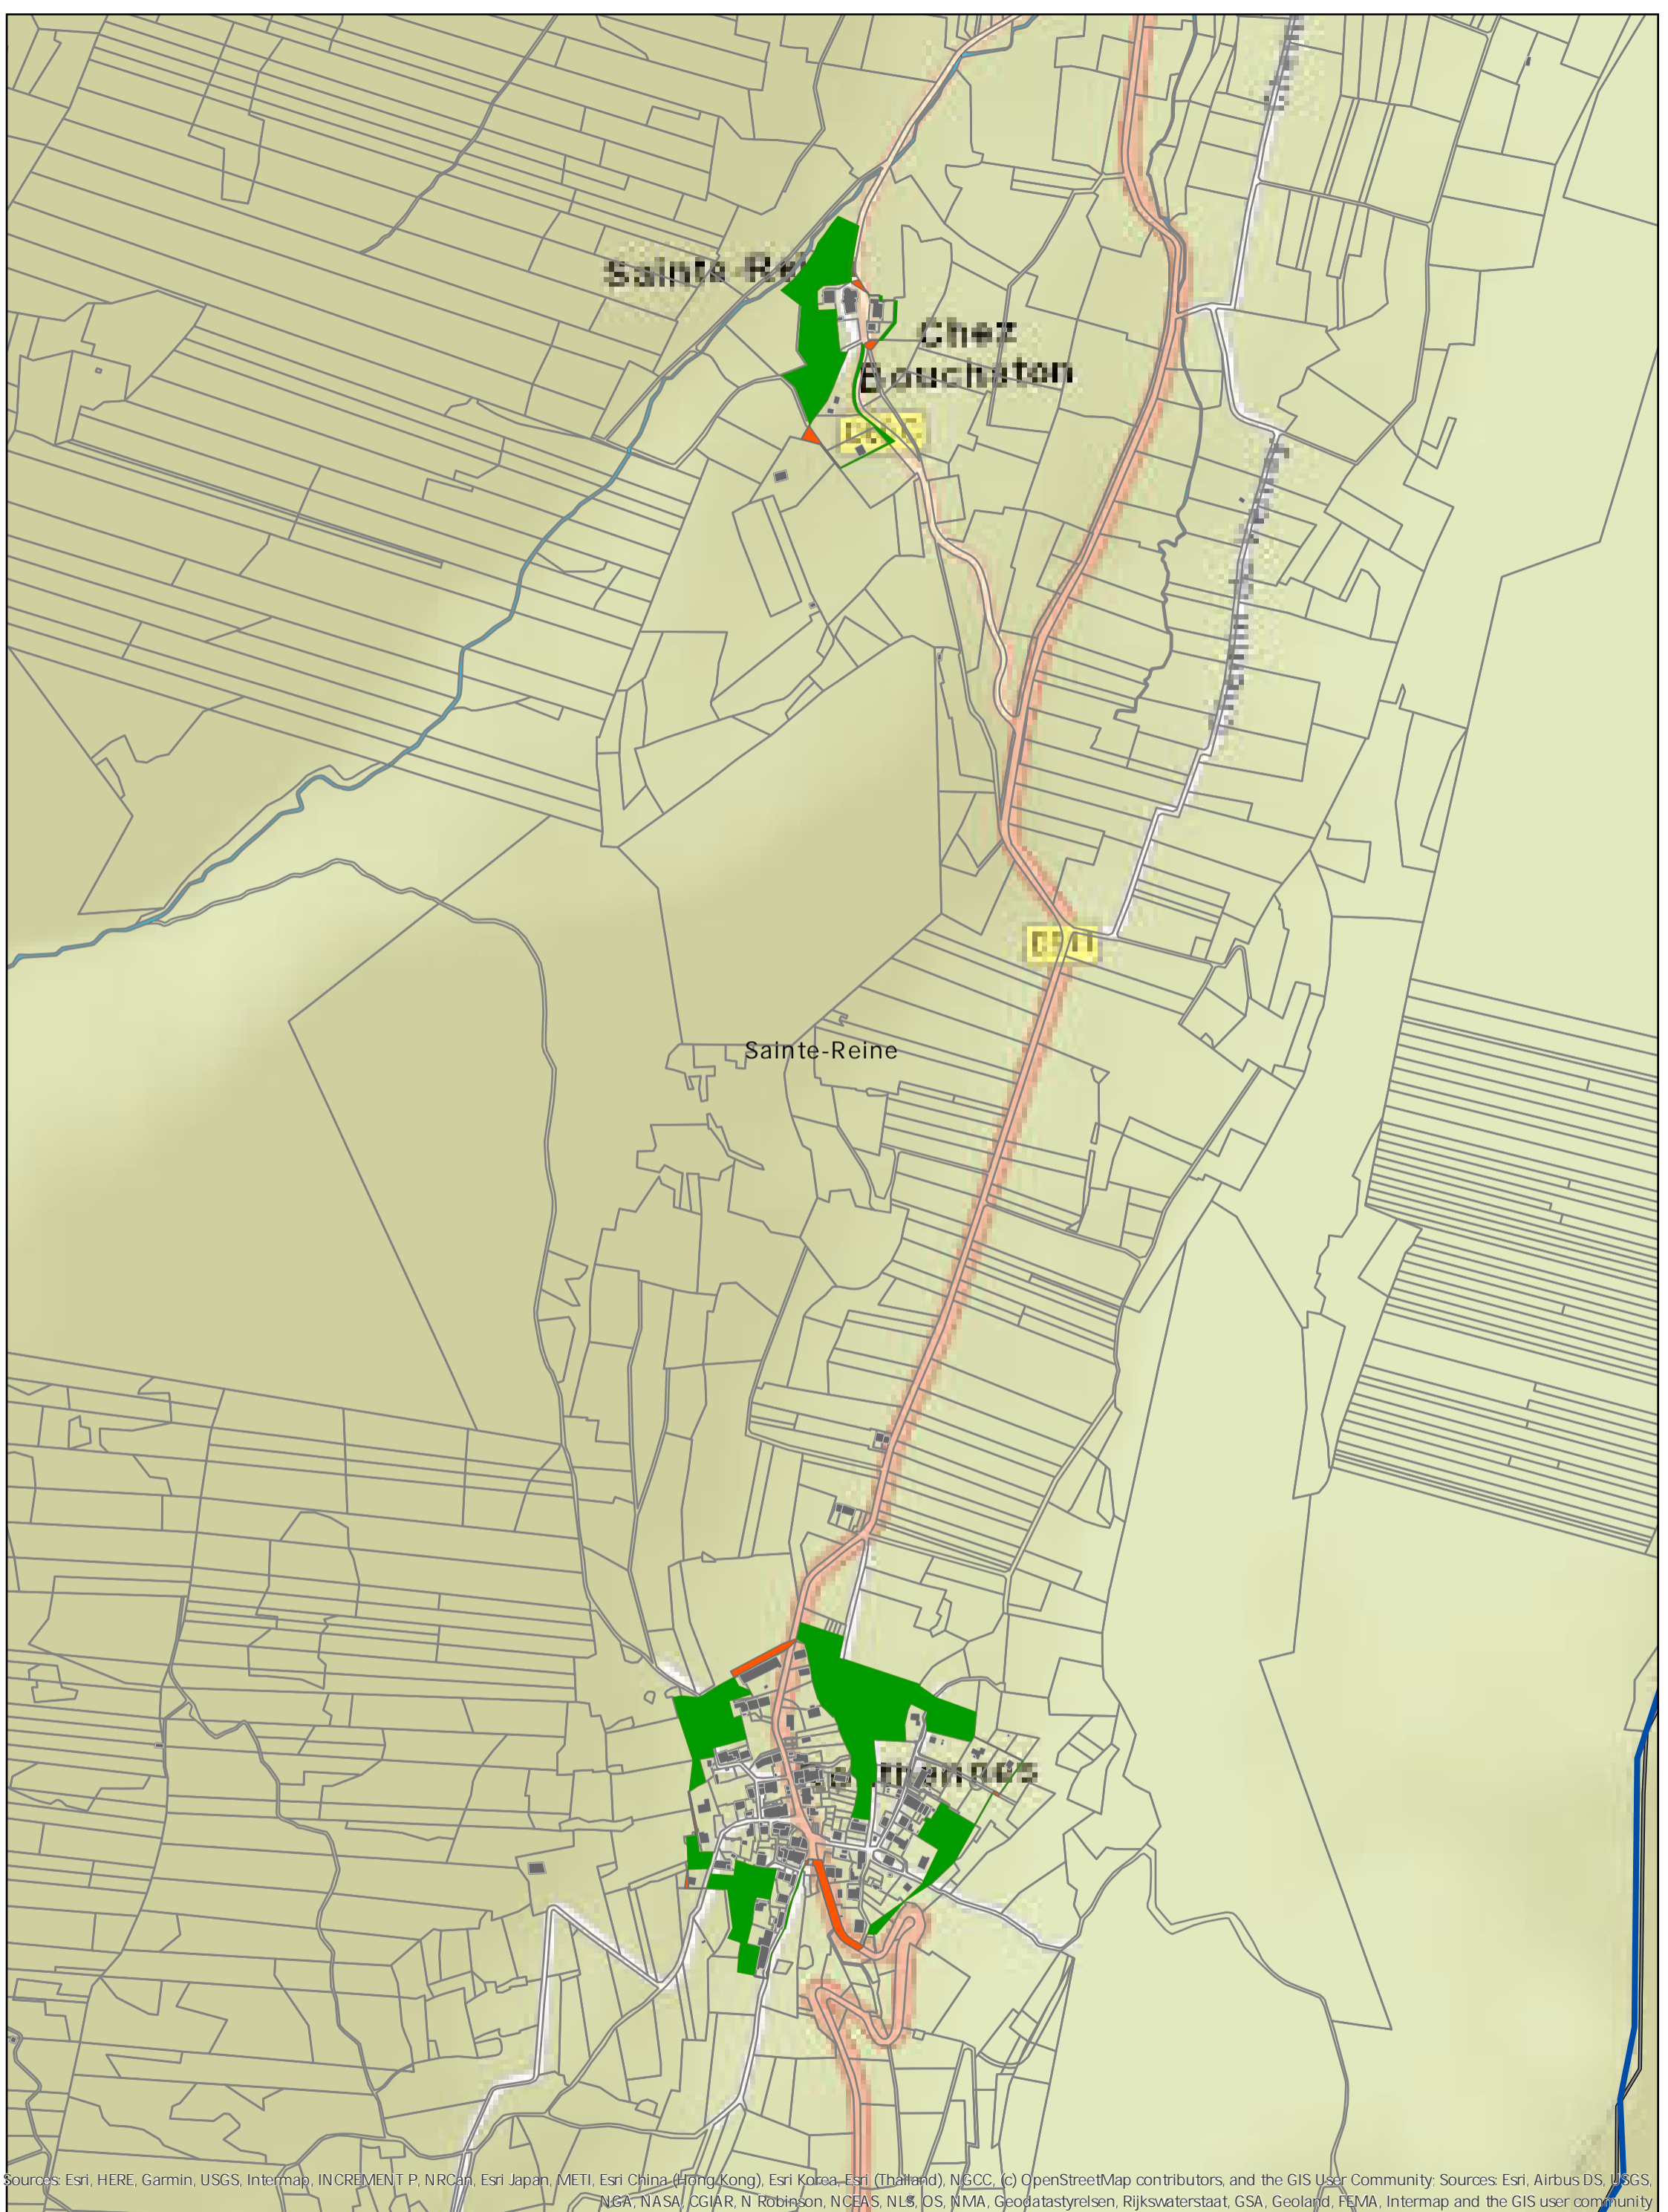 Chez
Bauchaton
Sainte-Reine
Sources: Esri, HERE, Garmin, USGS, Intermap, INCREMENT P, NRCan, Esri Japan, METI, Esri China (Hong Kong), Esri Korea, Esri (Thailand), NGCC, (c) OpenStreetMap contributors, and the GIS User Community: Sources: Esri, Airbus DS, USGS,
NGA, NASA, CGIAR, N Robinson, NCEAS, NLS, OS, NMA, Geodatastyrelsen, Rijkswaterstaat, GSA, Geoland, FEMA, Intermap and the GIS user community